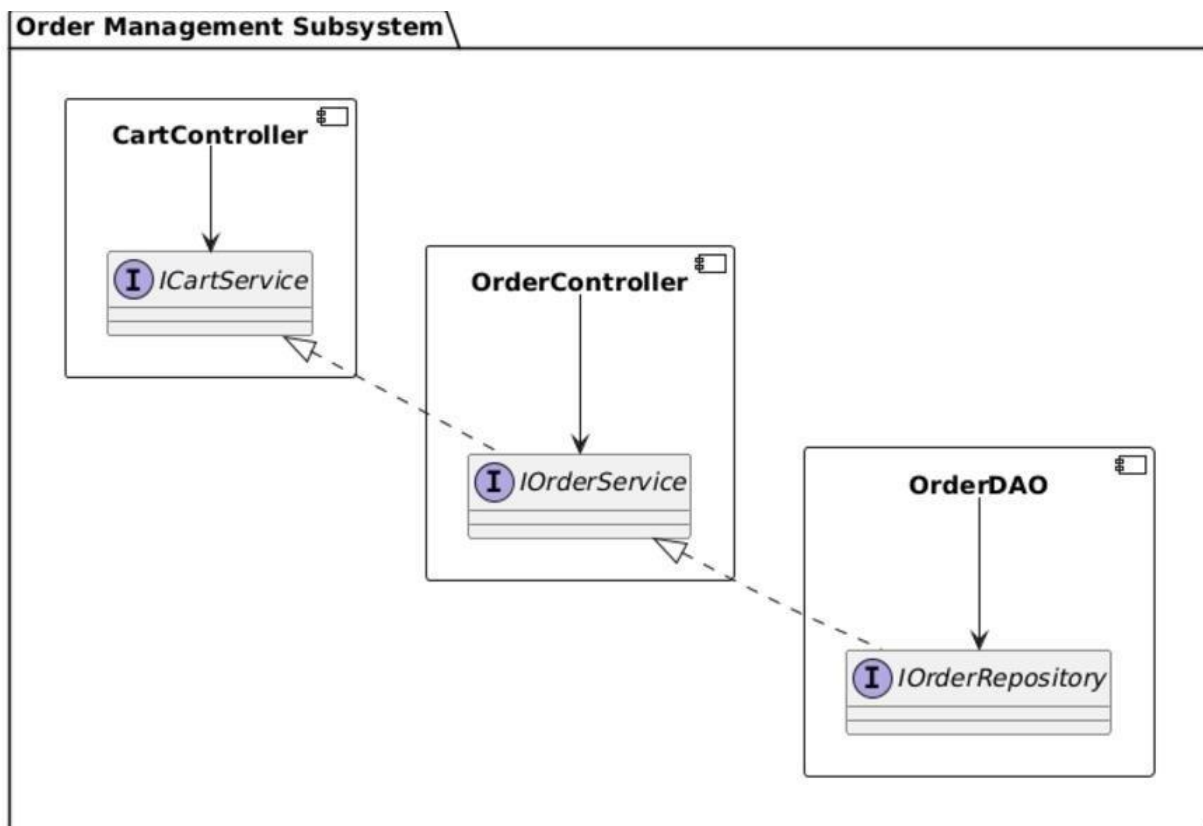 Order Management Subsystem
CartController
I ICartService
OrderController
I IOrderService
OrderDAO
I IOrderRepository